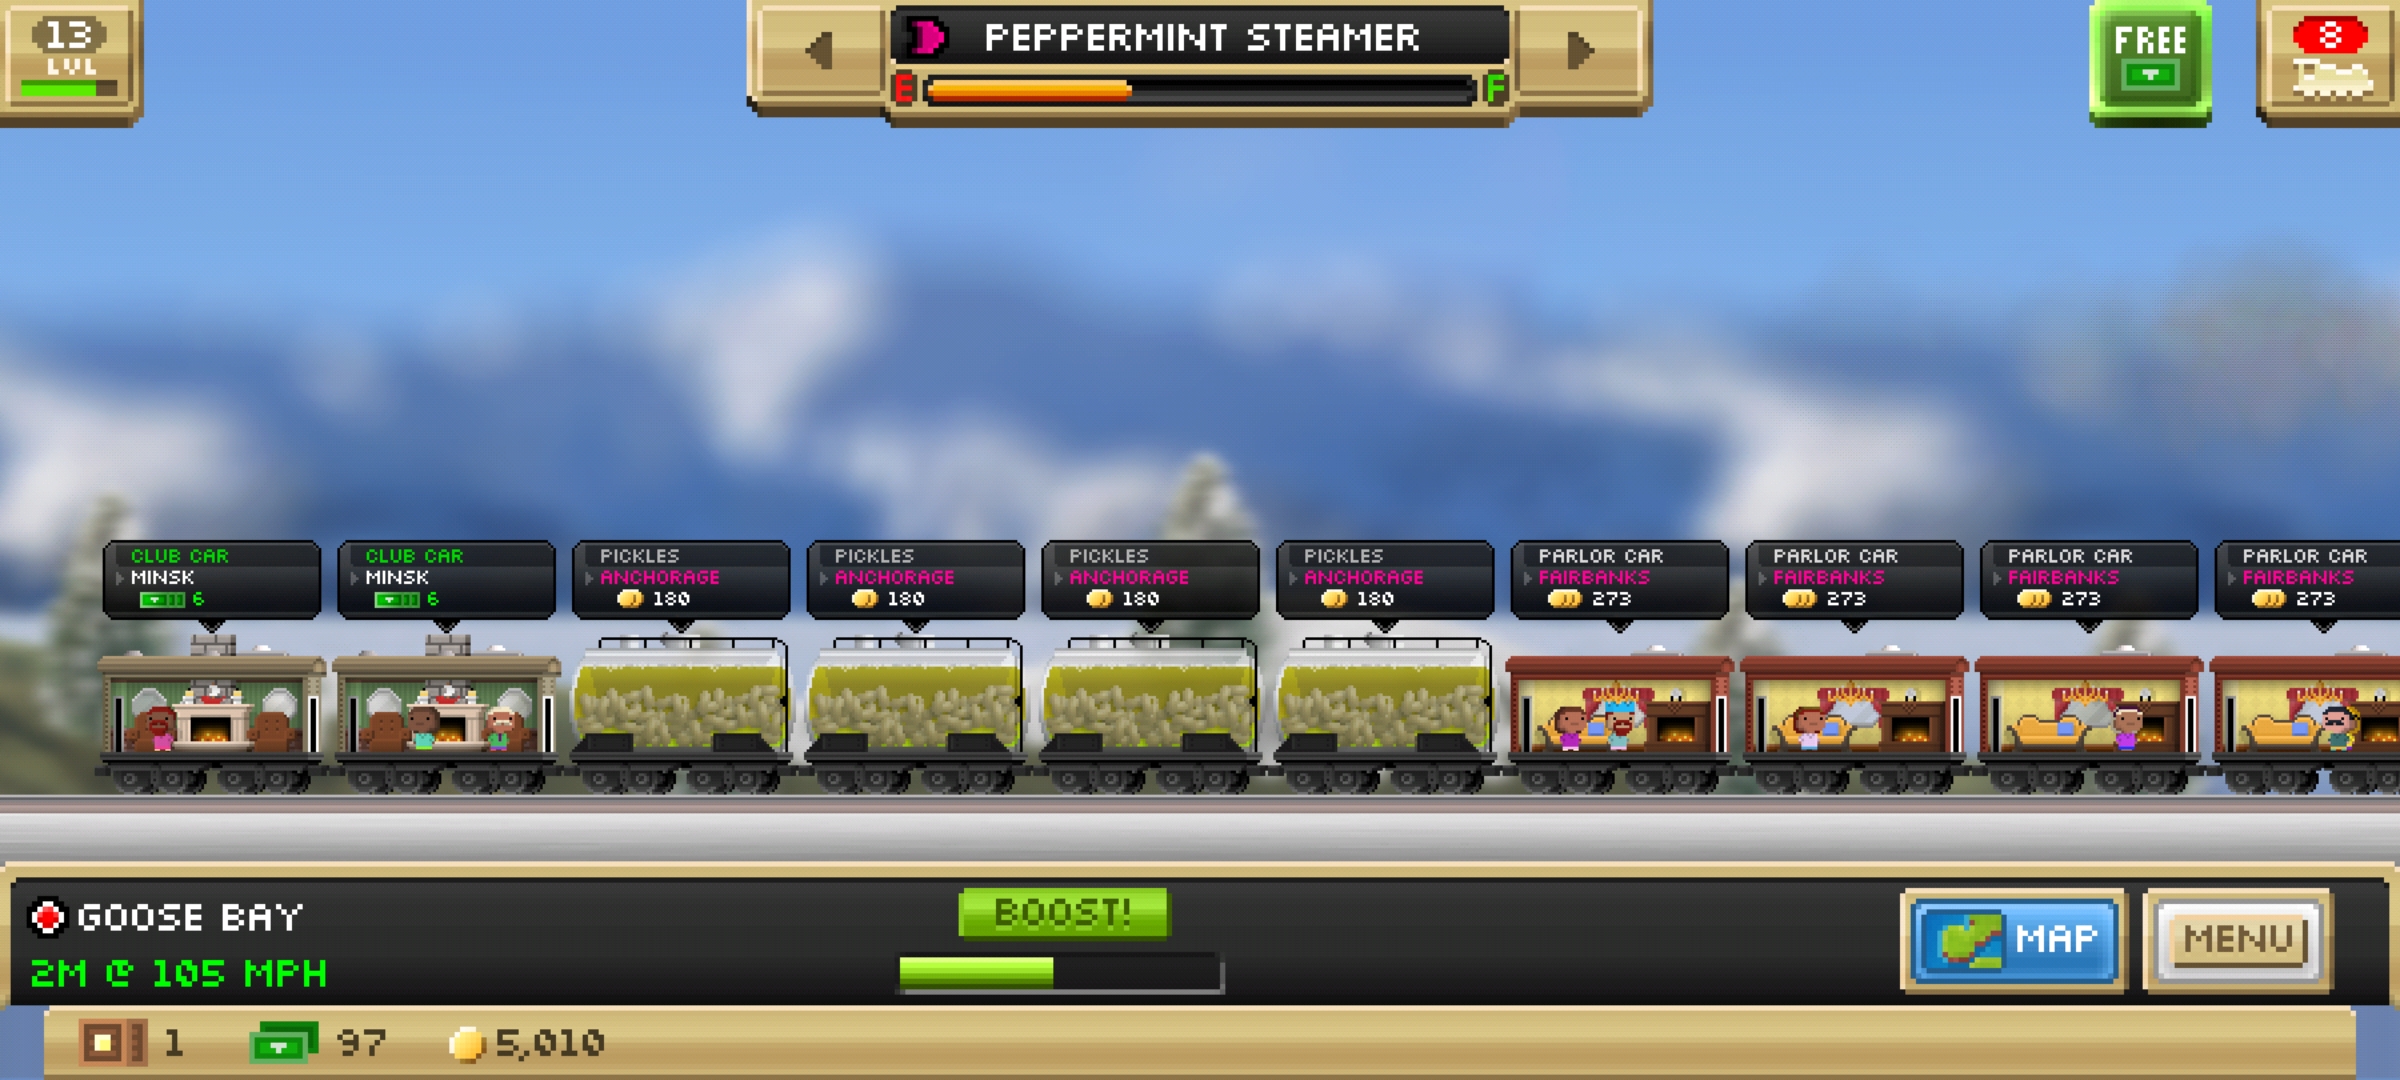 13
LVL
PEPPERMINT STEAMER
E F
FREE
8
CLUB CAR
MINSK
6
CLUB CAR
MINSK
6
PICKLES
ANCHORAGE
180
PICKLES
ANCHORAGE
180
PICKLES
ANCHORAGE
180
PICKLES
ANCHORAGE
180
PARLOR CAR
FAIRBANKS
273
PARLOR CAR
FAIRBANKS
273
PARLOR CAR
FAIRBANKS
273
PARLOR CAR
FAIRBANKS
273
GOOSE BAY
2M @ 105 MPH
BOOST!
MAP
MENU
1 97 5,010